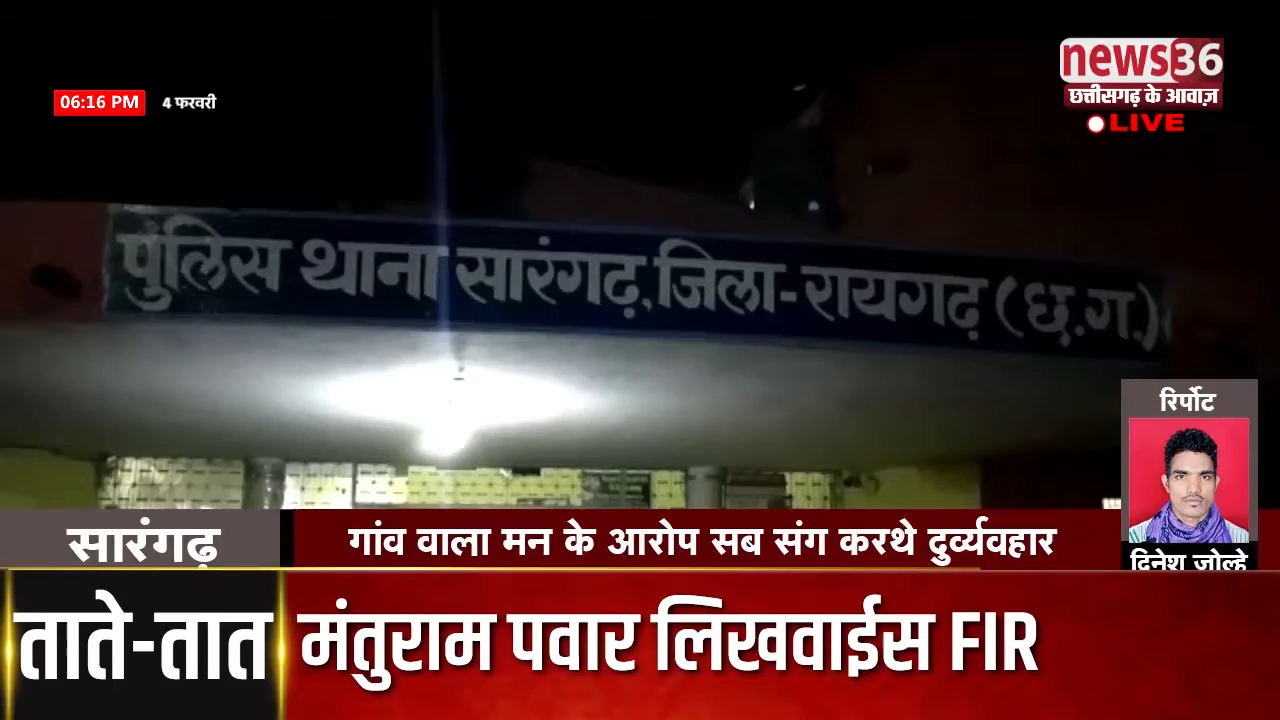 06:16 PM 4 फरवरी
news36
छत्तीसगढ़ के आवाज़
LIVE
पुलिस थाना सारंगढ़, जिला-रायगढ़ (छ.ग.)
रिर्पोट
दिनेश जोल्हे
सारंगढ़
गांव वाला मन के आरोप सब संग करथे दुर्व्यवहार
ताते-तात
मंतुराम पवार लिखवाईस FIR